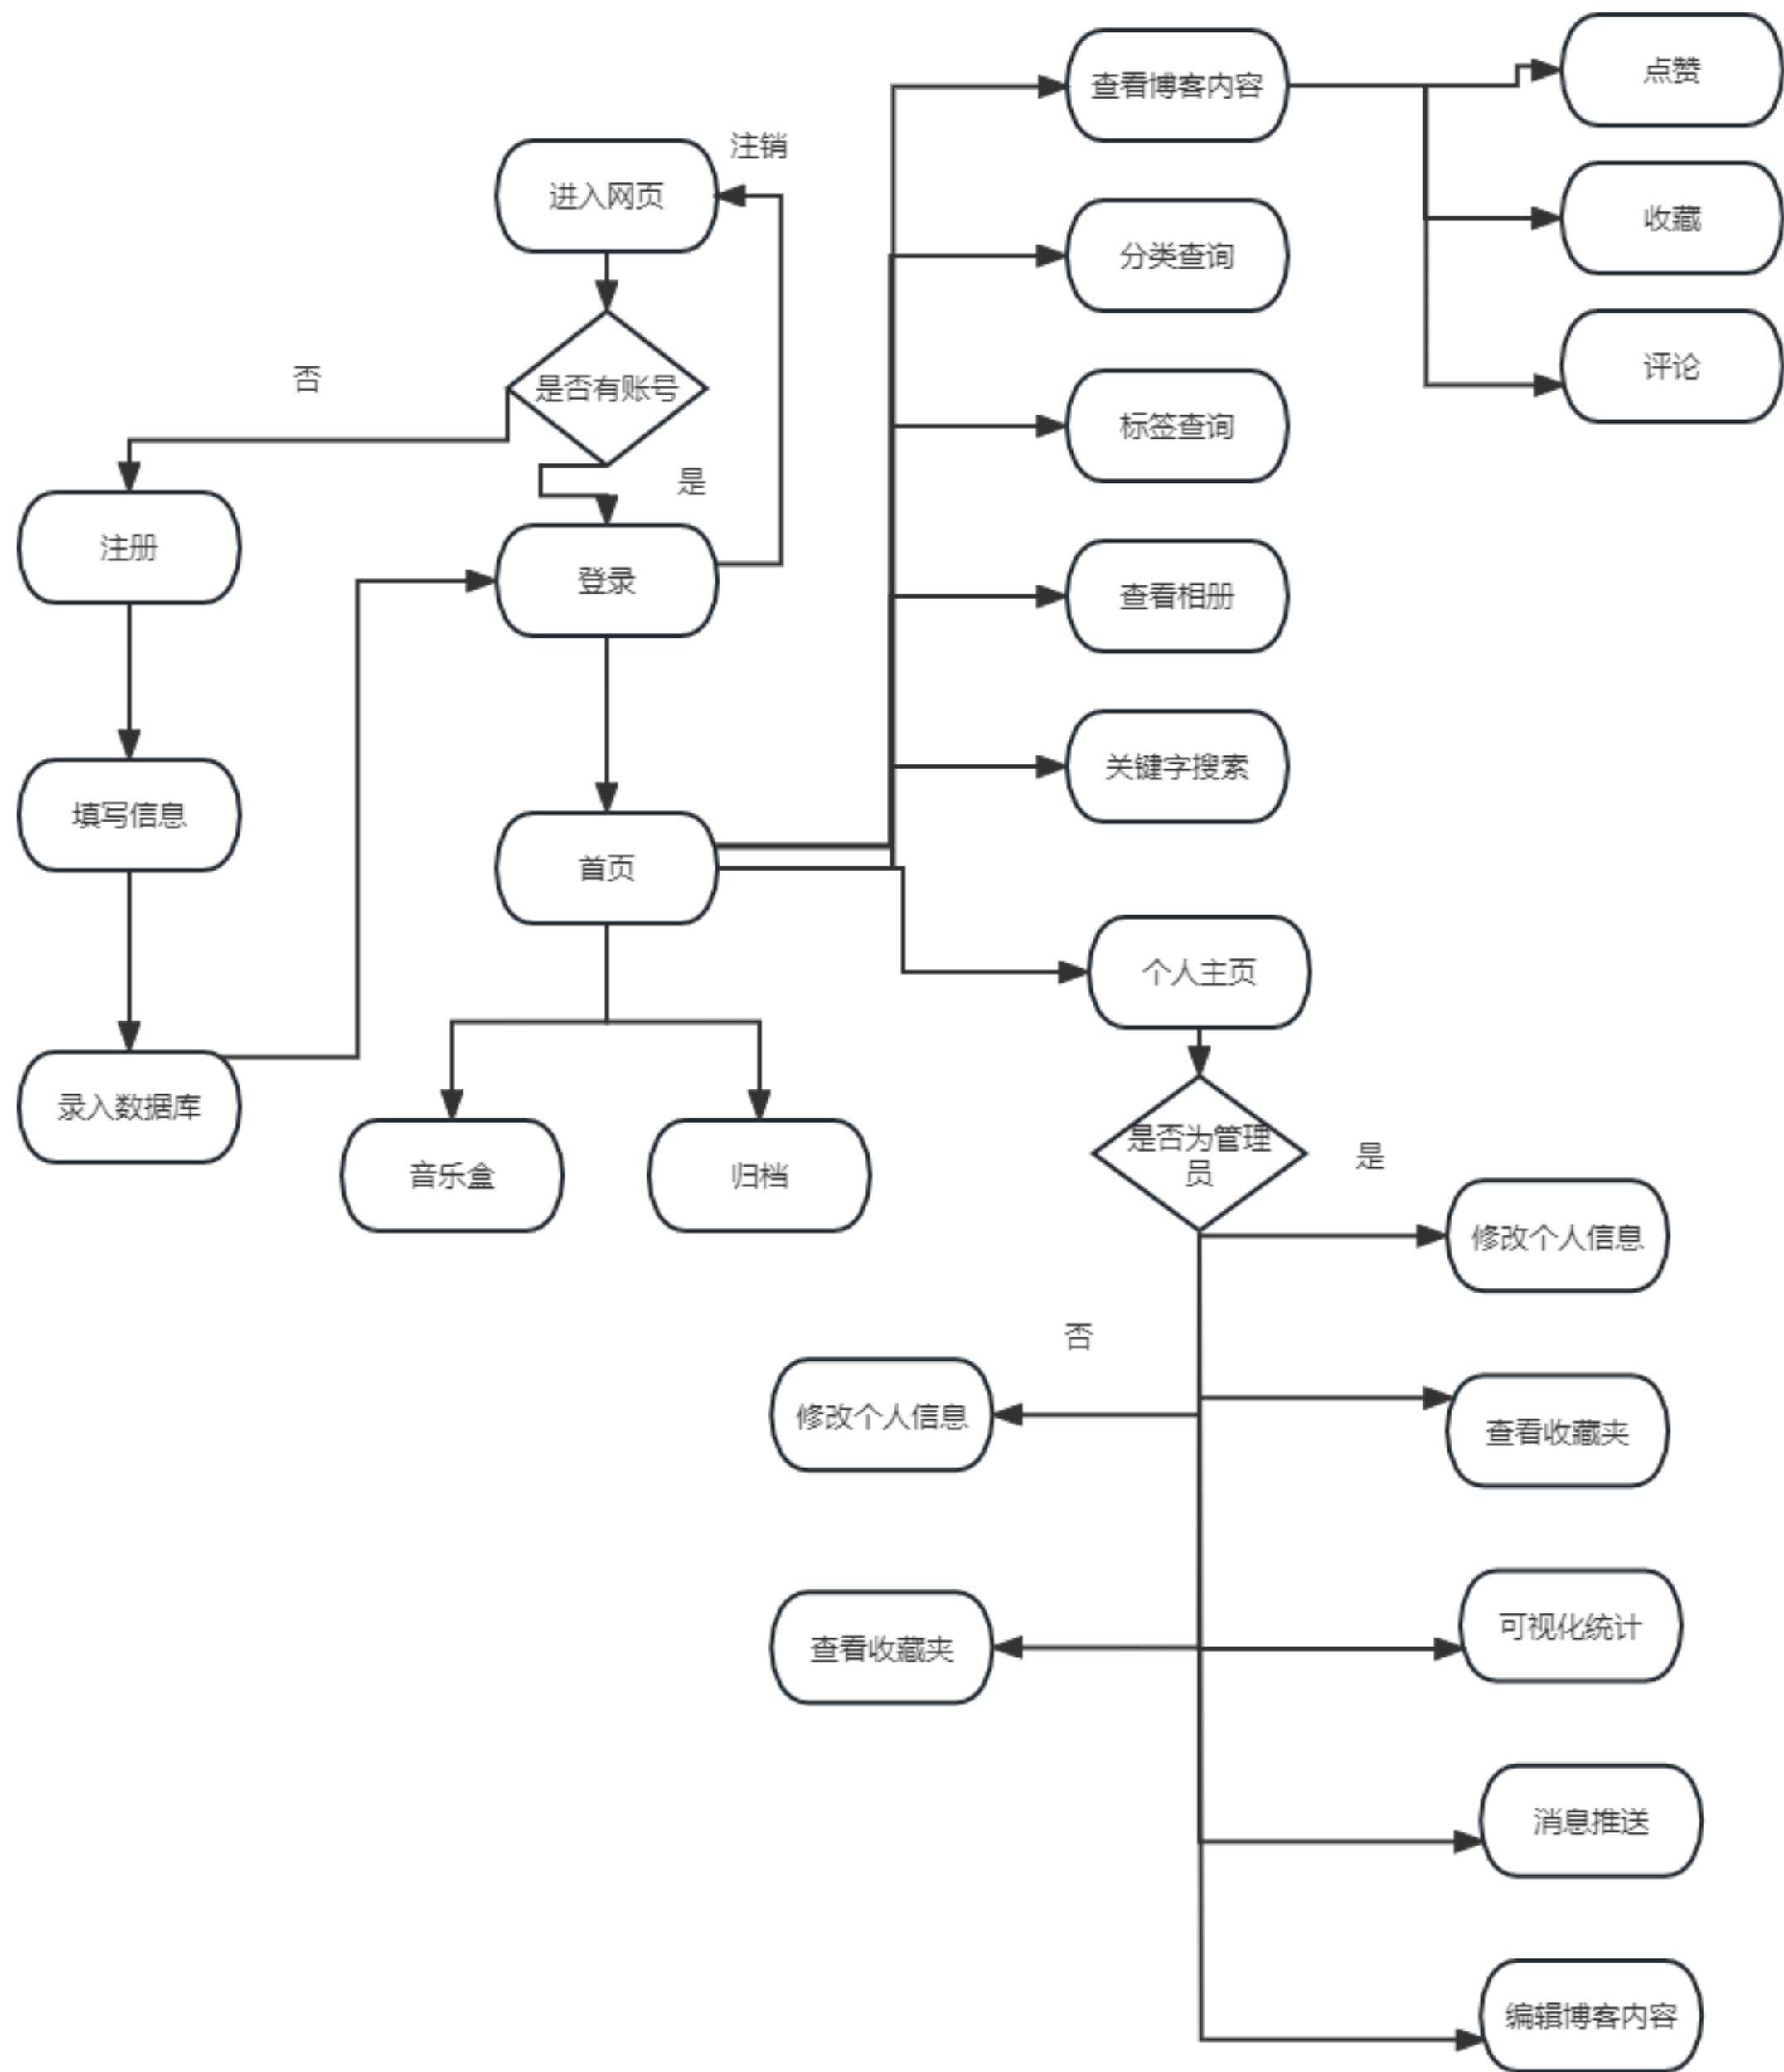 点赞
查看博客内容
注销
进入网页
收藏
分类查询
评论
否
是否有账号
标签查询
是
注册
登录
查看相册
关键字搜索
填写信息
首页
个人主页
录入数据库
音乐盒
归档
是否为管理
员
是
修改个人信息
否
修改个人信息
查看收藏夹
查看收藏夹
可视化统计
消息推送
编辑博客内容